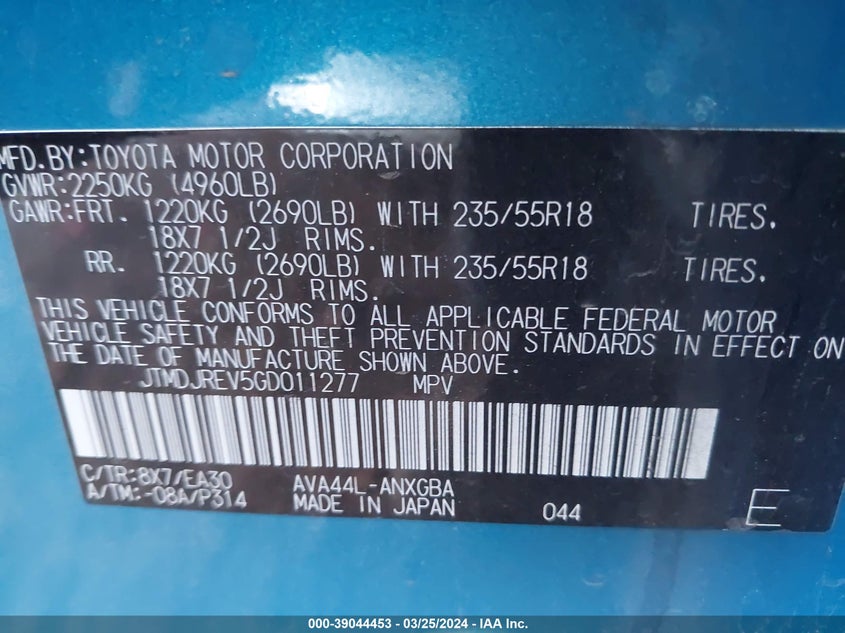 MFD.BY:TOYOTA MOTOR CORPORATION
GVWR:2250KG (4960LB)
GAWR:FRT. 1220KG (2690LB) WITH 235/55R18 TIRES.
18X7 1/2J RIMS.
RR. 1220KG (2690LB) WITH 235/55R18 TIRES.
18X7 1/2J RIMS.
THIS VEHICLE CONFORMS TO ALL APPLICABLE FEDERAL MOTOR
VEHICLE SAFETY AND THEFT PREVENTION STANDARDS IN EFFECT ON
THE DATE OF MANUFACTURE SHOWN ABOVE.
JTMDJREV5GD011277 MPV
C/TR:8X7/EA30 AVA44L-ANXGBA
A/TM:-08A/P314 MADE IN JAPAN 044 E
000-39044453 - 03/25/2024 - IAA Inc.